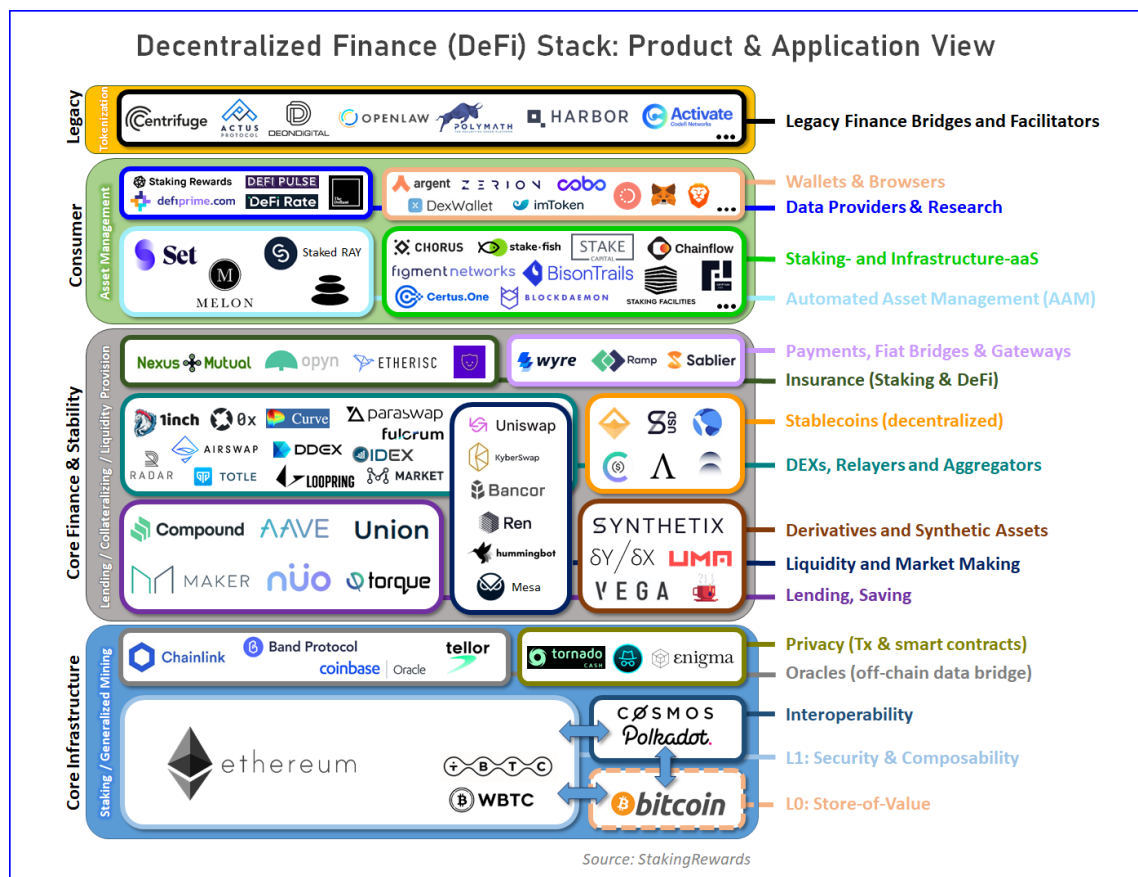 Decentralized Finance (DeFi) Stack: Product & Application View
Legacy
Tokenization
Centrifuge
ACTUS
PROTOCOL
DEONDIGITAL
OPENLAW
POLYMATH
HARBOR
Activate
Codefi Networks
Legacy Finance Bridges and Facilitators
Consumer
Asset Management
Staking Rewards
DEFI PULSE
defiprime.com
DeFi Rate
The Defiant
argent
ZERION
cobo
DexWallet
imToken
Wallets & Browsers
Data Providers & Research
Set
MELON
Staked RAY
CHORUS
stake·fish
STAKE
CAPITAL
Chainflow
figment networks
BisonTrails
Certus.One
BLOCKDAEMON
STAKING FACILITIES
Staking- and Infrastructure-aaS
Automated Asset Management (AAM)
Core Finance & Stability
Lending / Collateralizing / Liquidity Provision
Nexus Mutual
opyn
ETHERISC
wyre
Ramp
Sablier
Payments, Fiat Bridges & Gateways
Insurance (Staking & DeFi)
1inch
0x
Curve
paraswap
fulcrum
AIRSWAP
DDEX
IDEX
RADAR
TOTLE
LOOPRING
MARKET
Uniswap
KyberSwap
Bancor
Ren
hummingbot
Mesa
USD
Stablecoins (decentralized)
DEXs, Relayers and Aggregators
Compound
AAVE
Union
MAKER
nüo
torque
SYNTHETIX
δY/δX
UMA
VEGA
Derivatives and Synthetic Assets
Liquidity and Market Making
Lending, Saving
Core Infrastructure
Staking / Generalized Mining
Chainlink
Band Protocol
coinbase | Oracle
tellor
tornado
CASH
enigma
Privacy (Tx & smart contracts)
Oracles (off-chain data bridge)
ethereum
TBTC
WBTC
COSMOS
Polkadot.
bitcoin
Interoperability
L1: Security & Composability
L0: Store-of-Value
Source: StakingRewards